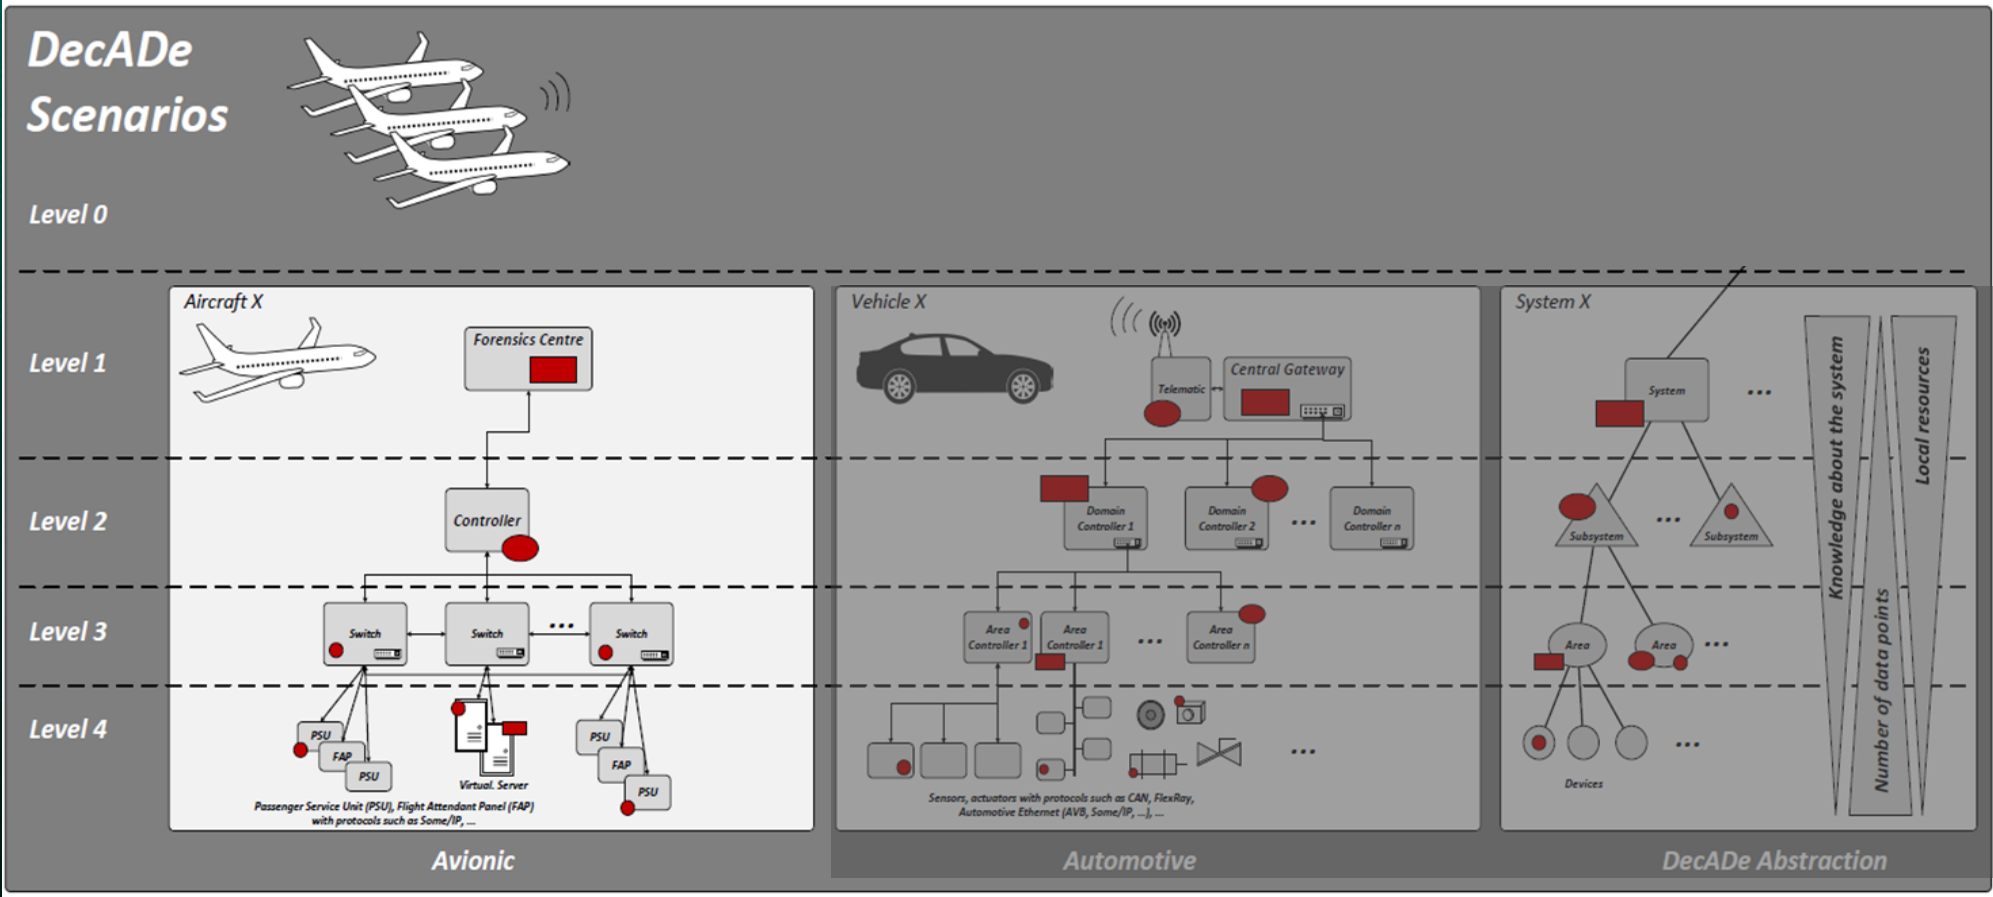 DecADe
Scenarios
Level 0
Level 1
Level 2
Level 3
Level 4
Aircraft X
Forensics Centre
Controller
Switch
Switch
...
Switch
PSU
FAP
PSU
Virtual. Server
PSU
FAP
PSU
Passenger Service Unit (PSU), Flight Attendant Panel (FAP)
with protocols such as Some/IP, ...
Avionic
Vehicle X
Telematic
Central Gateway
Domain
Controller 1
Domain
Controller 2
...
Domain
Controller n
Area
Controller 1
Area
Controller 1
...
Area
Controller n
...
Sensors, actuators with protocols such as CAN, FlexRay,
Automotive Ethernet (AVB, Some/IP, ...), ...
Automotive
System X
System
...
Subsystem
...
Subsystem
Area
Area
...
...
Devices
Knowledge about the system
Number of data points
Local resources
DecADe Abstraction